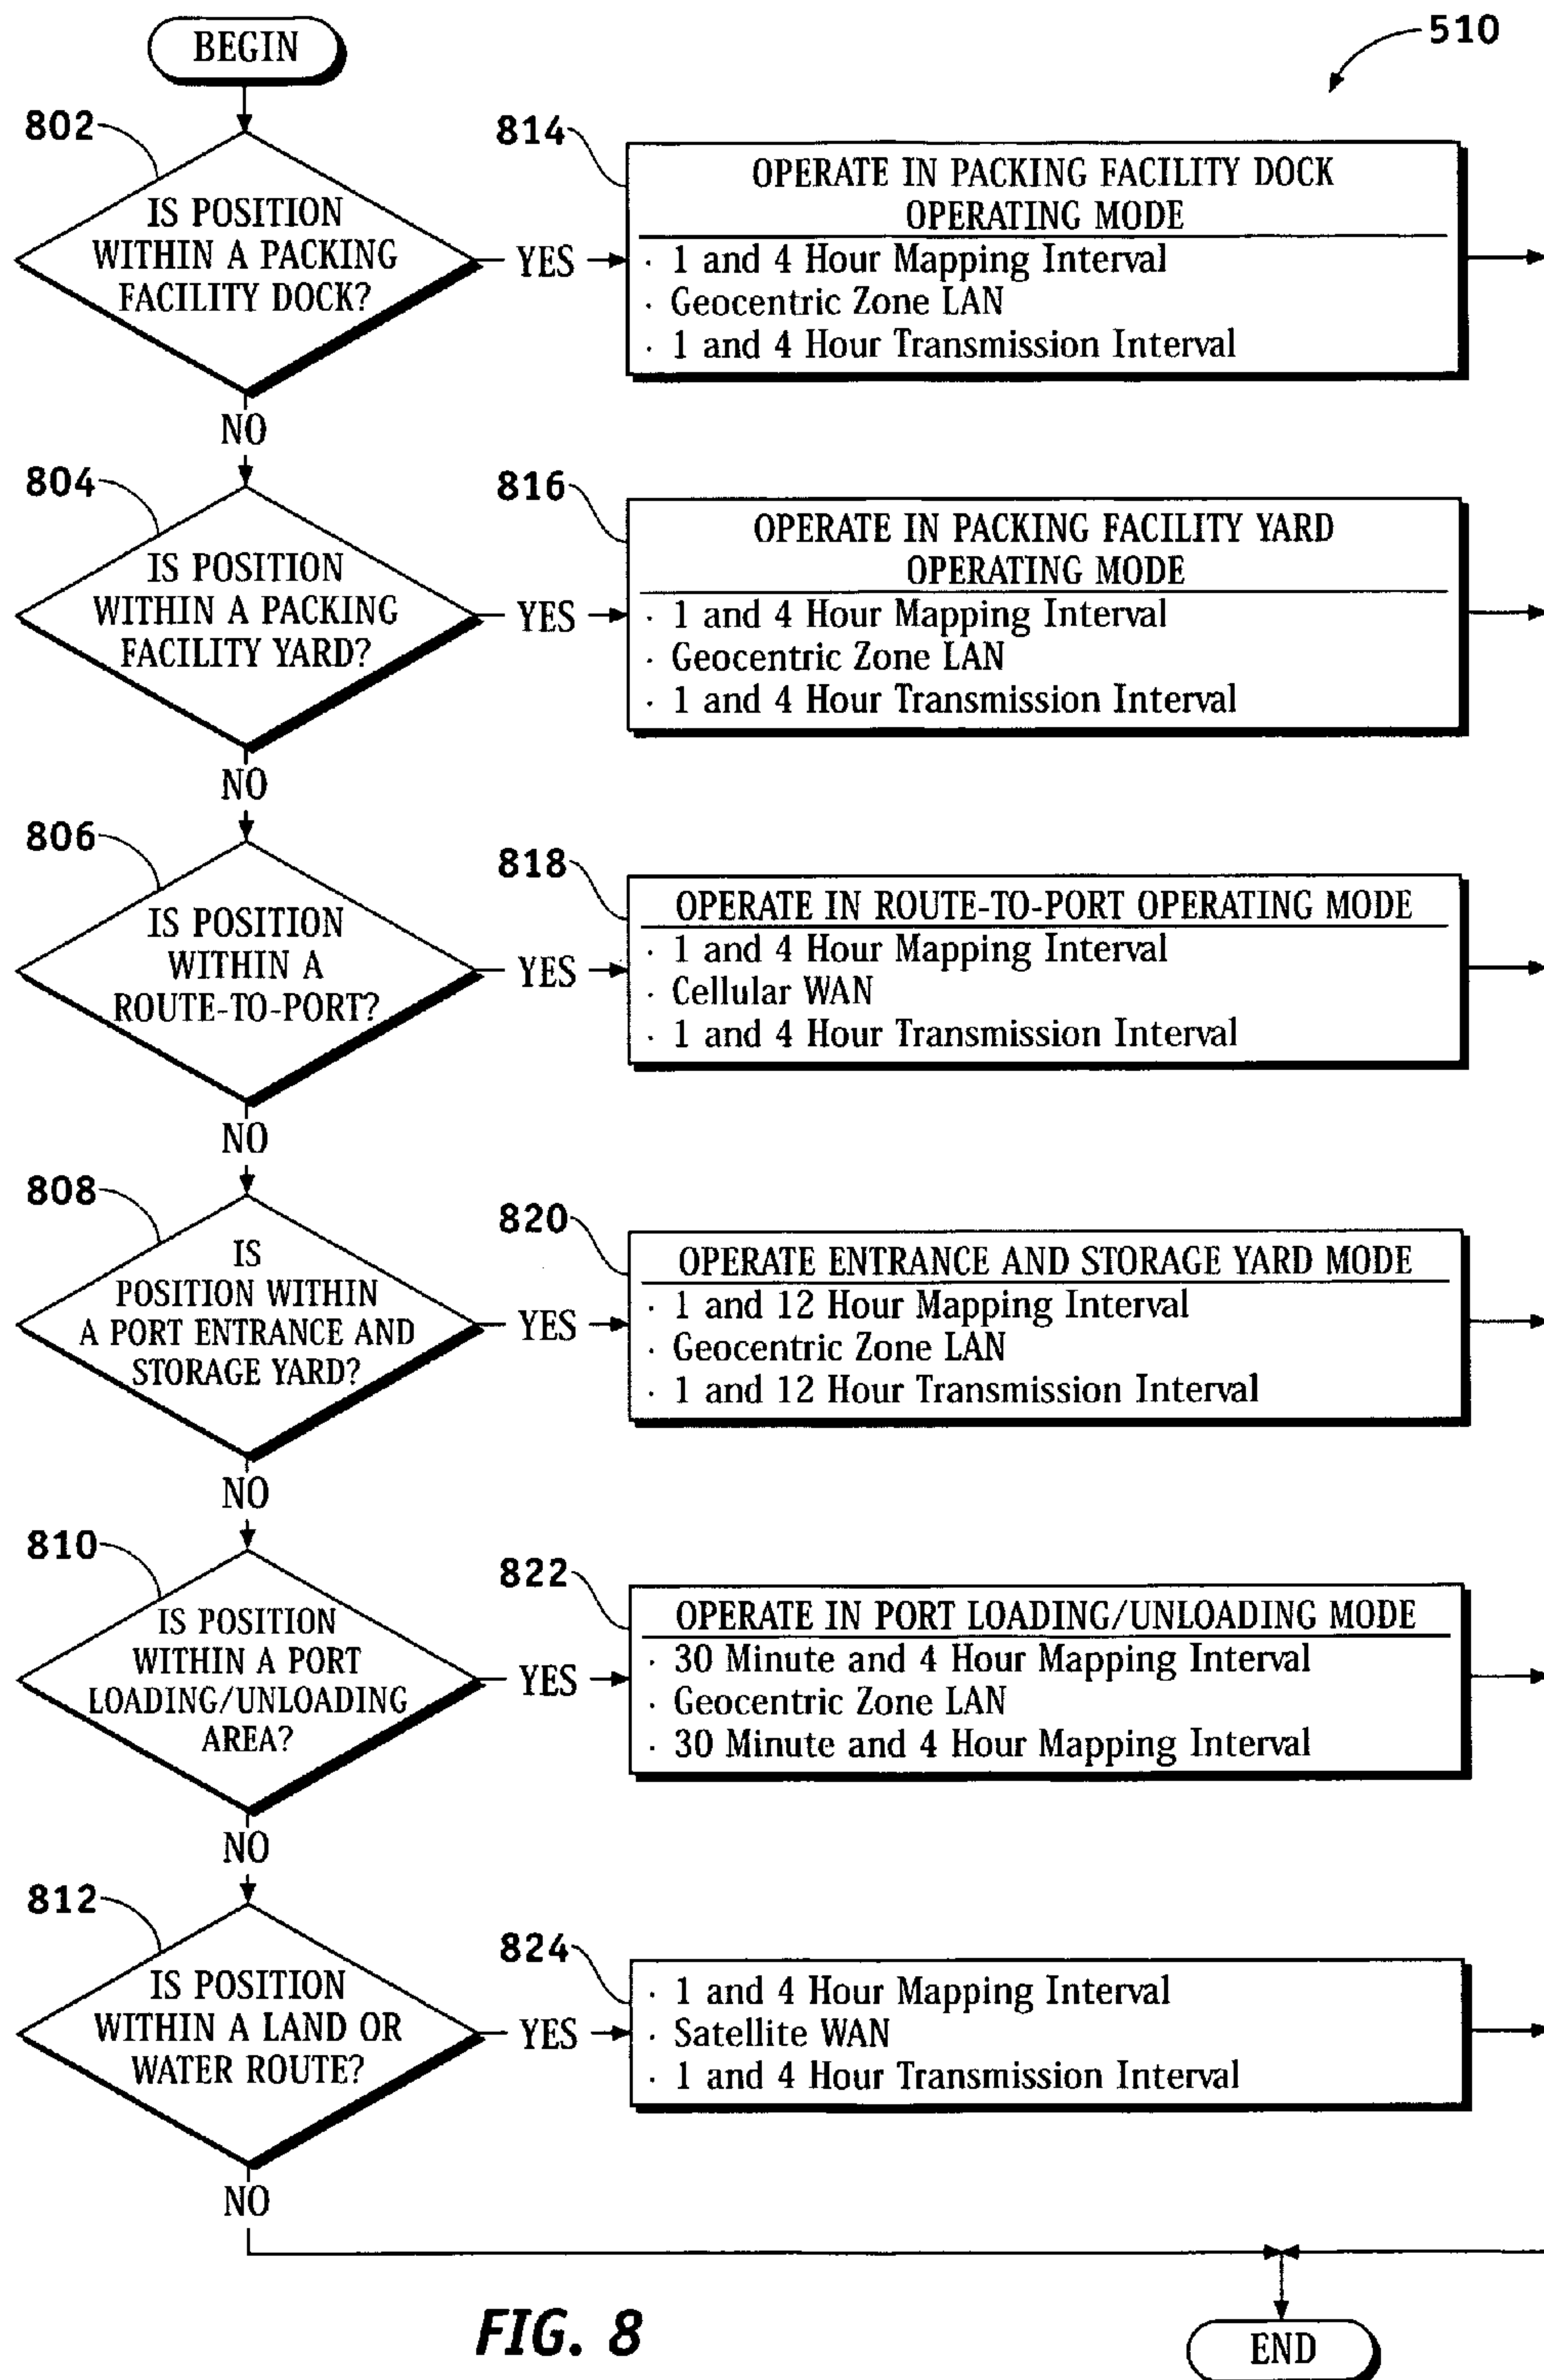 BEGIN
510
802
IS POSITION
WITHIN A PACKING
FACILITY DOCK?
YES
NO
814
OPERATE IN PACKING FACILITY DOCK
OPERATING MODE
· 1 and 4 Hour Mapping Interval
· Geocentric Zone LAN
· 1 and 4 Hour Transmission Interval
804
IS POSITION
WITHIN A PACKING
FACILITY YARD?
YES
NO
816
OPERATE IN PACKING FACILITY YARD
OPERATING MODE
· 1 and 4 Hour Mapping Interval
· Geocentric Zone LAN
· 1 and 4 Hour Transmission Interval
806
IS POSITION
WITHIN A
ROUTE-TO-PORT?
YES
NO
818
OPERATE IN ROUTE-TO-PORT OPERATING MODE
· 1 and 4 Hour Mapping Interval
· Cellular WAN
· 1 and 4 Hour Transmission Interval
808
IS
POSITION WITHIN
A PORT ENTRANCE AND
STORAGE YARD?
YES
NO
820
OPERATE ENTRANCE AND STORAGE YARD MODE
· 1 and 12 Hour Mapping Interval
· Geocentric Zone LAN
· 1 and 12 Hour Transmission Interval
810
IS POSITION
WITHIN A PORT
LOADING/UNLOADING
AREA?
YES
NO
822
OPERATE IN PORT LOADING/UNLOADING MODE
· 30 Minute and 4 Hour Mapping Interval
· Geocentric Zone LAN
· 30 Minute and 4 Hour Mapping Interval
812
IS POSITION
WITHIN A LAND OR
WATER ROUTE?
YES
NO
824
· 1 and 4 Hour Mapping Interval
· Satellite WAN
· 1 and 4 Hour Transmission Interval
END
FIG. 8